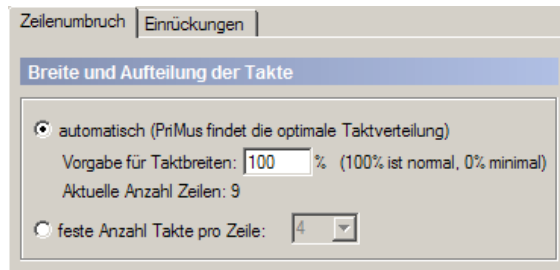 Zeilenumbruch Einrückungen
Breite und Aufteilung der Takte
automatisch (PriMus findet die optimale Taktverteilung)
Vorgabe für Taktbreiten: 100 % (100% ist normal, 0% minimal)
Aktuelle Anzahl Zeilen: 9
feste Anzahl Takte pro Zeile: 4